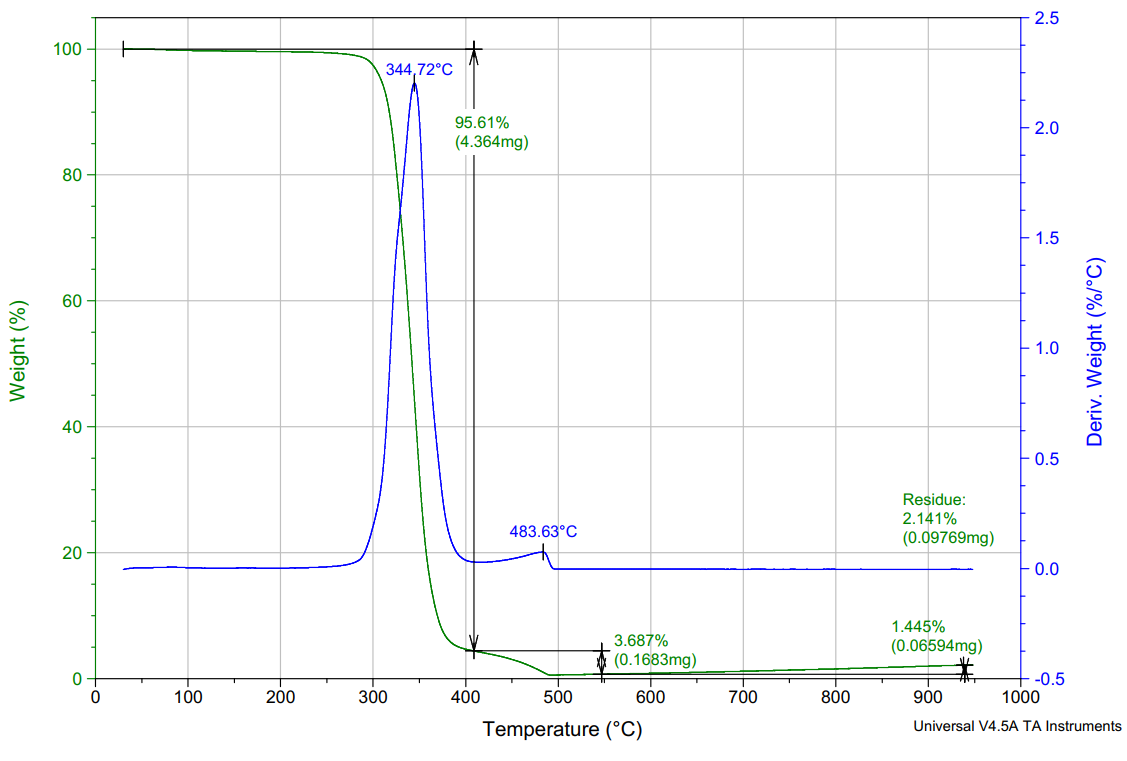 2.5
100
344.72°C
95.61%
(4.364mg)
2.0
80
1.5
60
1.0
40
0.5
Residue:
2.141%
(0.09769mg)
483.63°C
20
0.0
3.687%
(0.1683mg)
1.445%
(0.06594mg)
0
-0.5
0 100 200 300 400 500 600 700 800 900 1000
Weight (%)
Deriv. Weight (%/°C)
Temperature (°C)
Universal V4.5A TA Instruments